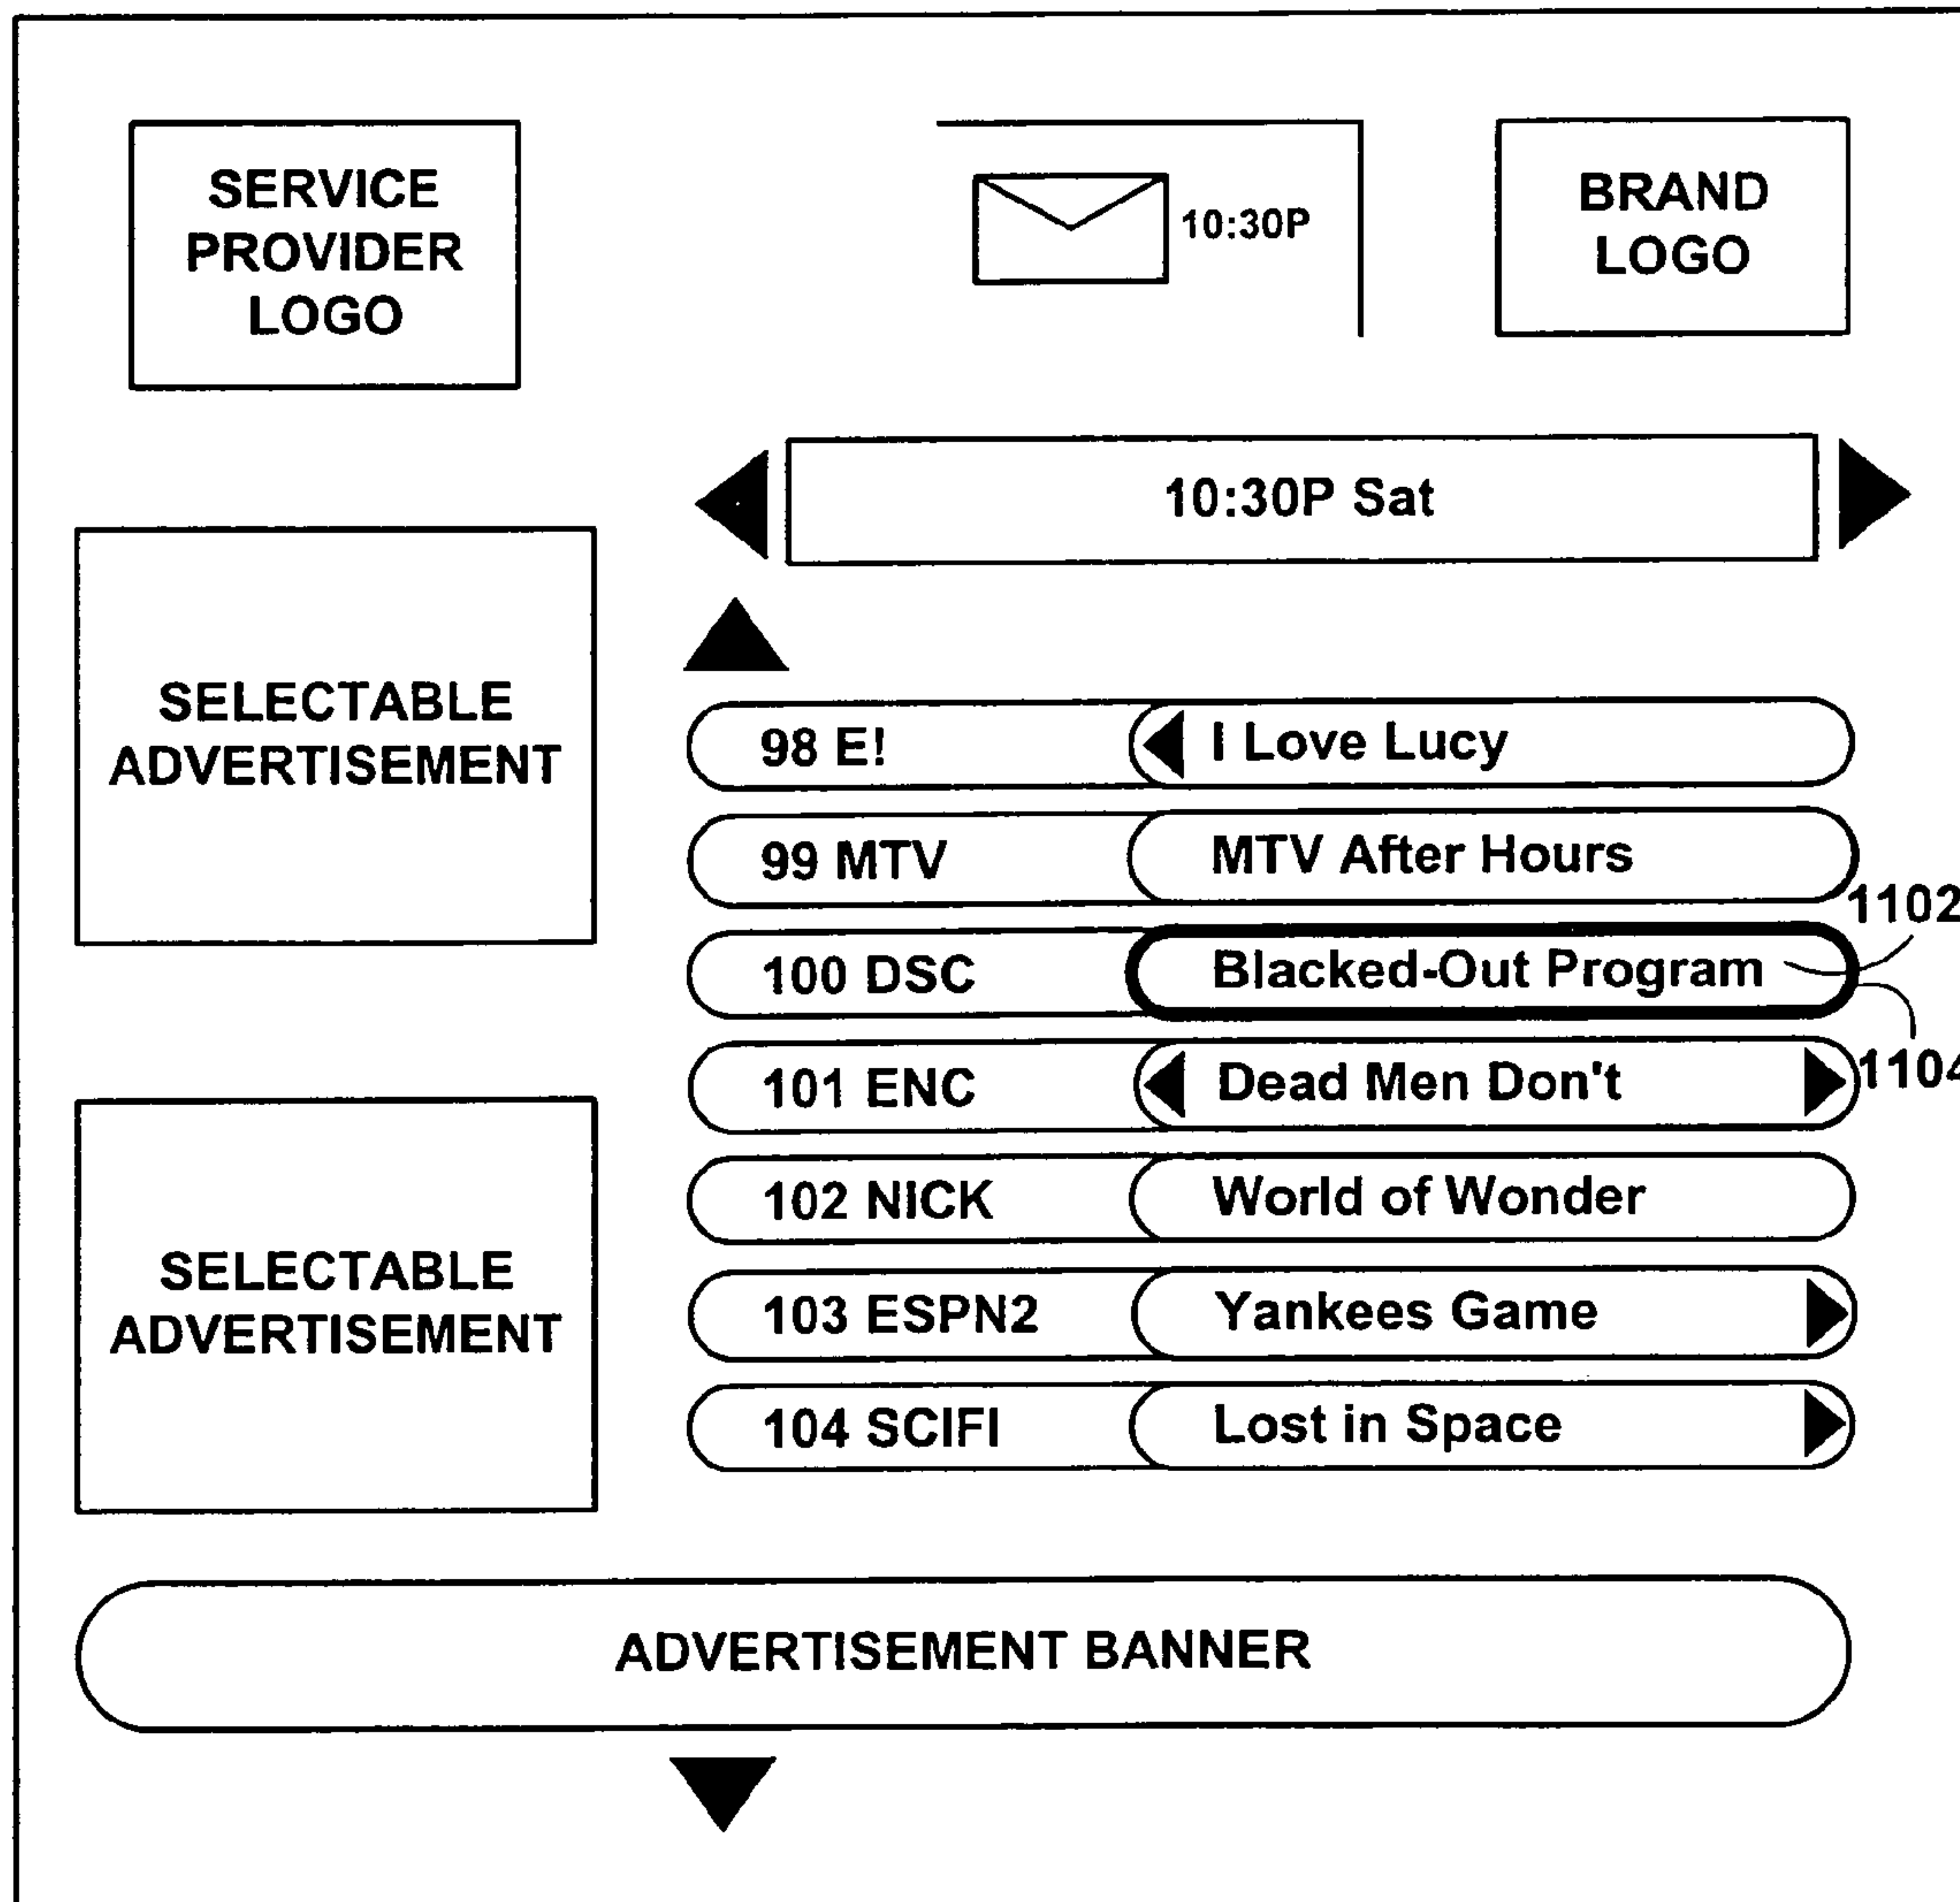 SERVICE
PROVIDER
LOGO
10:30P
BRAND
LOGO
10:30P Sat
SELECTABLE
ADVERTISEMENT
98 E! I Love Lucy
99 MTV MTV After Hours
1102
100 DSC Blacked-Out Program
101 ENC Dead Men Don't
1104
102 NICK World of Wonder
SELECTABLE
ADVERTISEMENT
103 ESPN2 Yankees Game
104 SCIFI Lost in Space
ADVERTISEMENT BANNER